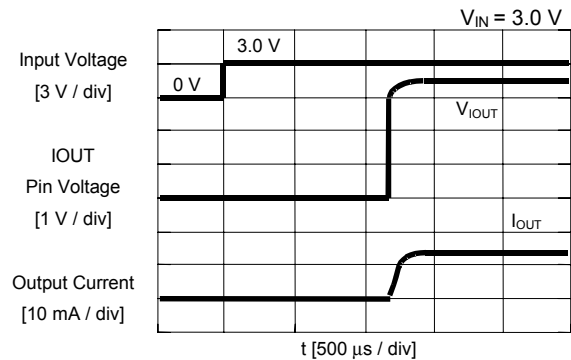 V_IN = 3.0 V
Input Voltage
[3 V / div]
3.0 V
0 V
V_IOUT
IOUT
Pin Voltage
[1 V / div]
I_OUT
Output Current
[10 mA / div]
t [500 μs / div]